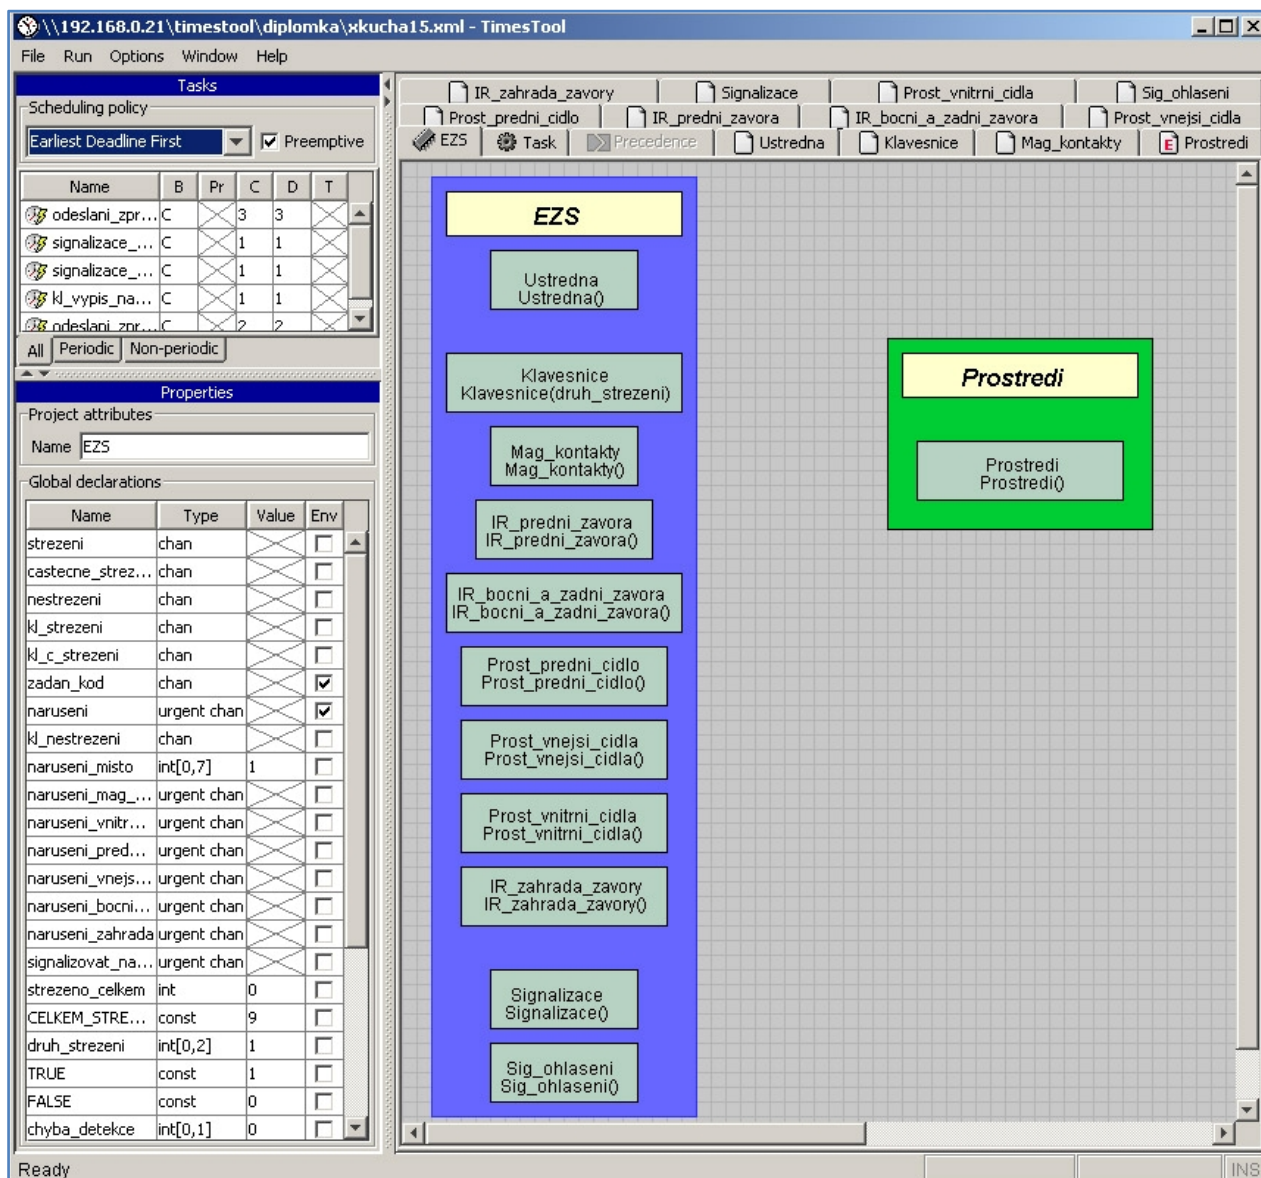 \\192.168.0.21\timestool\diplomka\xkucha15.xml - TimesTool
File Run Options Window Help
Tasks
Scheduling policy
Earliest Deadline First Preemptive
Name B Pr C D T
odeslani_zpr... C 3 3
signalizace_... C 1 1
signalizace_... C 1 1
kl_vypis_na... C 1 1
odeslani_zpr... C 2 2
All Periodic Non-periodic
Properties
Project attributes
Name EZS
Global declarations
Name Type Value Env
strezeni chan
castecne_strez... chan
nestrezeni chan
kl_strezeni chan
kl_c_strezeni chan
zadan_kod chan
naruseni urgent chan
kl_nestrezeni chan
naruseni_misto int[0,7] 1
naruseni_mag_... urgent chan
naruseni_vnitr... urgent chan
naruseni_pred... urgent chan
naruseni_vnejs... urgent chan
naruseni_bocni... urgent chan
naruseni_zahrada urgent chan
signalizovat_na... urgent chan
strezeno_celkem int 0
CELKEM_STRE... const 9
druh_strezeni int[0,2] 1
TRUE const 1
FALSE const 0
chyba_detekce int[0,1] 0
IR_zahrada_zavory Signalizace Prost_vnitrni_cidla Sig_ohlaseni
Prost_predni_cidlo IR_predni_zavora IR_bocni_a_zadni_zavora Prost_vnejsi_cidla
EZS Task Precedence Ustredna Klavesnice Mag_kontakty E Prostredi
EZS
Ustredna
Ustredna()
Klavesnice
Klavesnice(druh_strezeni)
Mag_kontakty
Mag_kontakty()
IR_predni_zavora
IR_predni_zavora()
IR_bocni_a_zadni_zavora
IR_bocni_a_zadni_zavora()
Prost_predni_cidlo
Prost_predni_cidlo()
Prost_vnejsi_cidla
Prost_vnejsi_cidla()
Prost_vnitrni_cidla
Prost_vnitrni_cidla()
IR_zahrada_zavory
IR_zahrada_zavory()
Signalizace
Signalizace()
Sig_ohlaseni
Sig_ohlaseni()
Prostredi
Prostredi
Prostredi()
Ready
INS